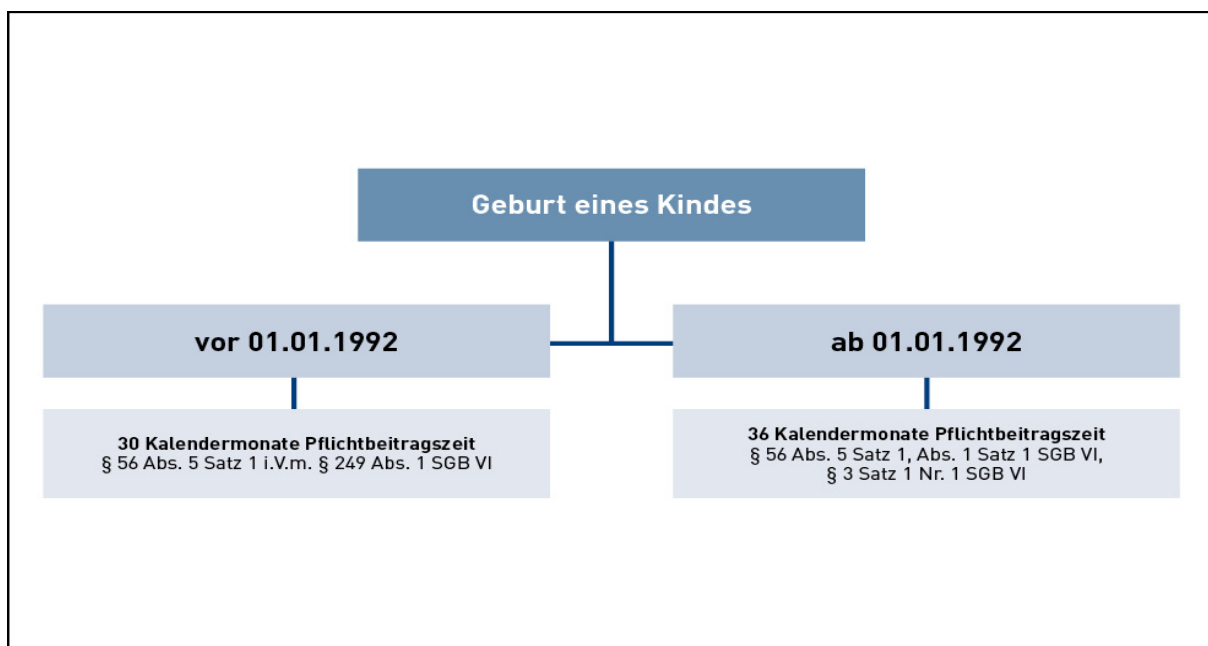 Geburt eines Kindes
vor 01.01.1992
30 Kalendermonate Pflichtbeitragszeit
§ 56 Abs. 5 Satz 1 i.V.m. § 249 Abs. 1 SGB VI
ab 01.01.1992
36 Kalendermonate Pflichtbeitragszeit
§ 56 Abs. 5 Satz 1, Abs. 1 Satz 1 SGB VI,
§ 3 Satz 1 Nr. 1 SGB VI